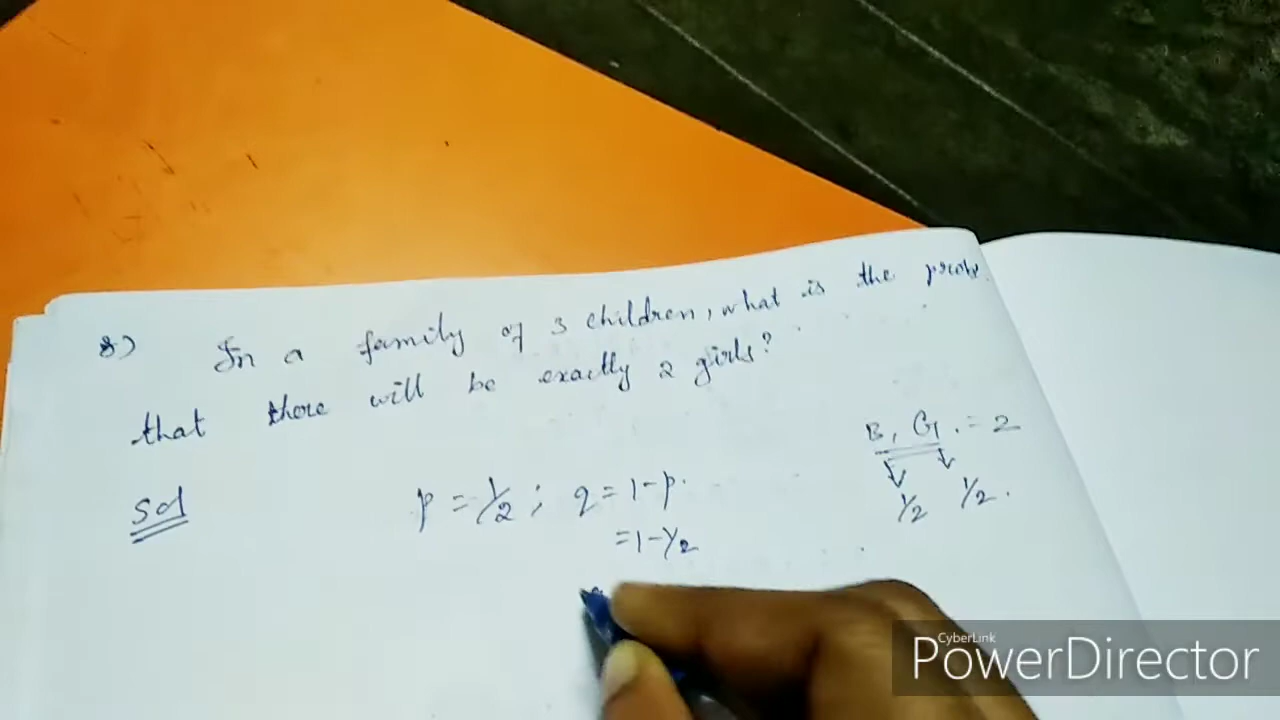 8) In a family of 3 children, what is the prob.
that there will be exactly 2 girls?
B, G. = 2
1/2 1/2.
Sol p = 1/2 ; q = 1-p.
= 1-1/2
CyberLink
PowerDirector